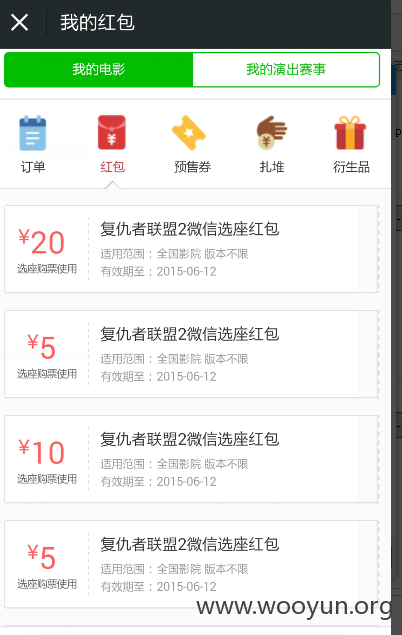 我的红包
我的电影 我的演出赛事
订单 红包 预售券 扎堆 衍生品
¥20 复仇者联盟2微信选座红包
选座购票使用 适用范围：全国影院 版本不限
有效期至：2015-06-12
¥5 复仇者联盟2微信选座红包
选座购票使用 适用范围：全国影院 版本不限
有效期至：2015-06-12
¥10 复仇者联盟2微信选座红包
选座购票使用 适用范围：全国影院 版本不限
有效期至：2015-06-12
¥5 复仇者联盟2微信选座红包
选座购票使用 适用范围：全国影院 版本不限
有效期至：2015-06-12
www.wooyun.org